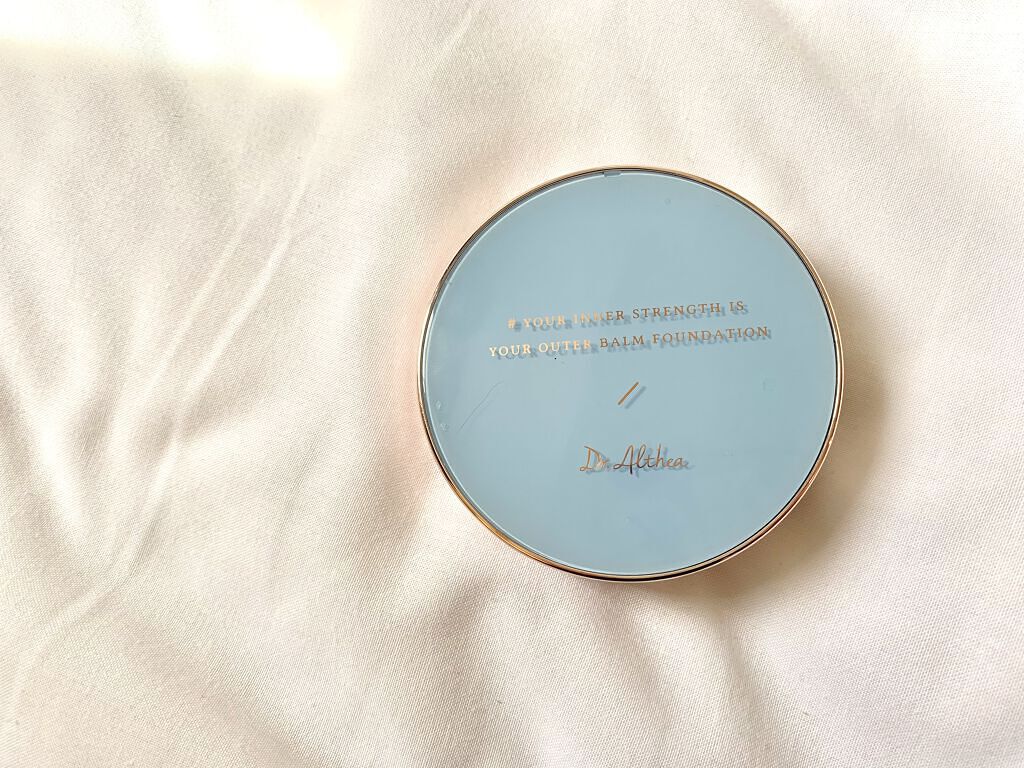 # YOUR INNER STRENGTH IS
YOUR OUTER BALM FOUNDATION
Dr. Althea